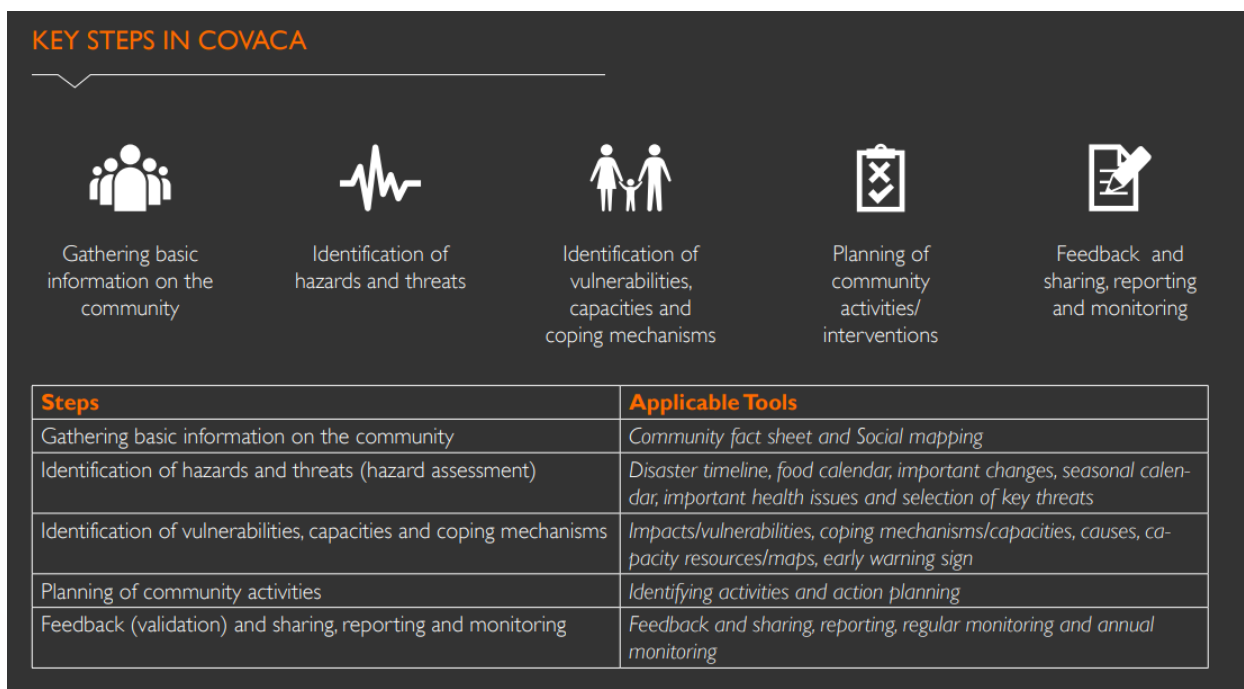 KEY STEPS IN COVACA
Gathering basic
information on the
community
Identification of
hazards and threats
Identification of
vulnerabilities,
capacities and
coping mechanisms
Planning of
community
activities/
interventions
Feedback and
sharing, reporting
and monitoring
Steps
Applicable Tools
Gathering basic information on the community
Community fact sheet and Social mapping
Identification of hazards and threats (hazard assessment)
Disaster timeline, food calendar, important changes, seasonal calen-
dar, important health issues and selection of key threats
Identification of vulnerabilities, capacities and coping mechanisms
Impacts/vulnerabilities, coping mechanisms/capacities, causes, ca-
pacity resources/maps, early warning sign
Planning of community activities
Identifying activities and action planning
Feedback (validation) and sharing, reporting and monitoring
Feedback and sharing, reporting, regular monitoring and annual
monitoring